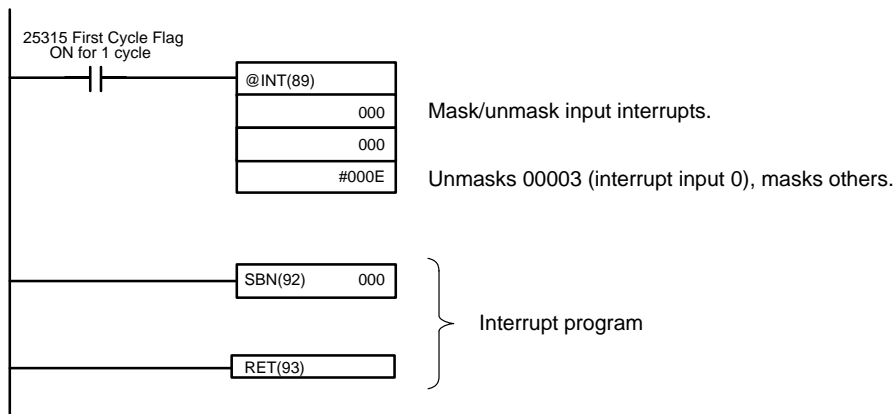 25315 First Cycle Flag
ON for 1 cycle
@INT(89)
000 Mask/unmask input interrupts.
000
#000E Unmasks 00003 (interrupt input 0), masks others.
SBN(92) 000
Interrupt program
RET(93)